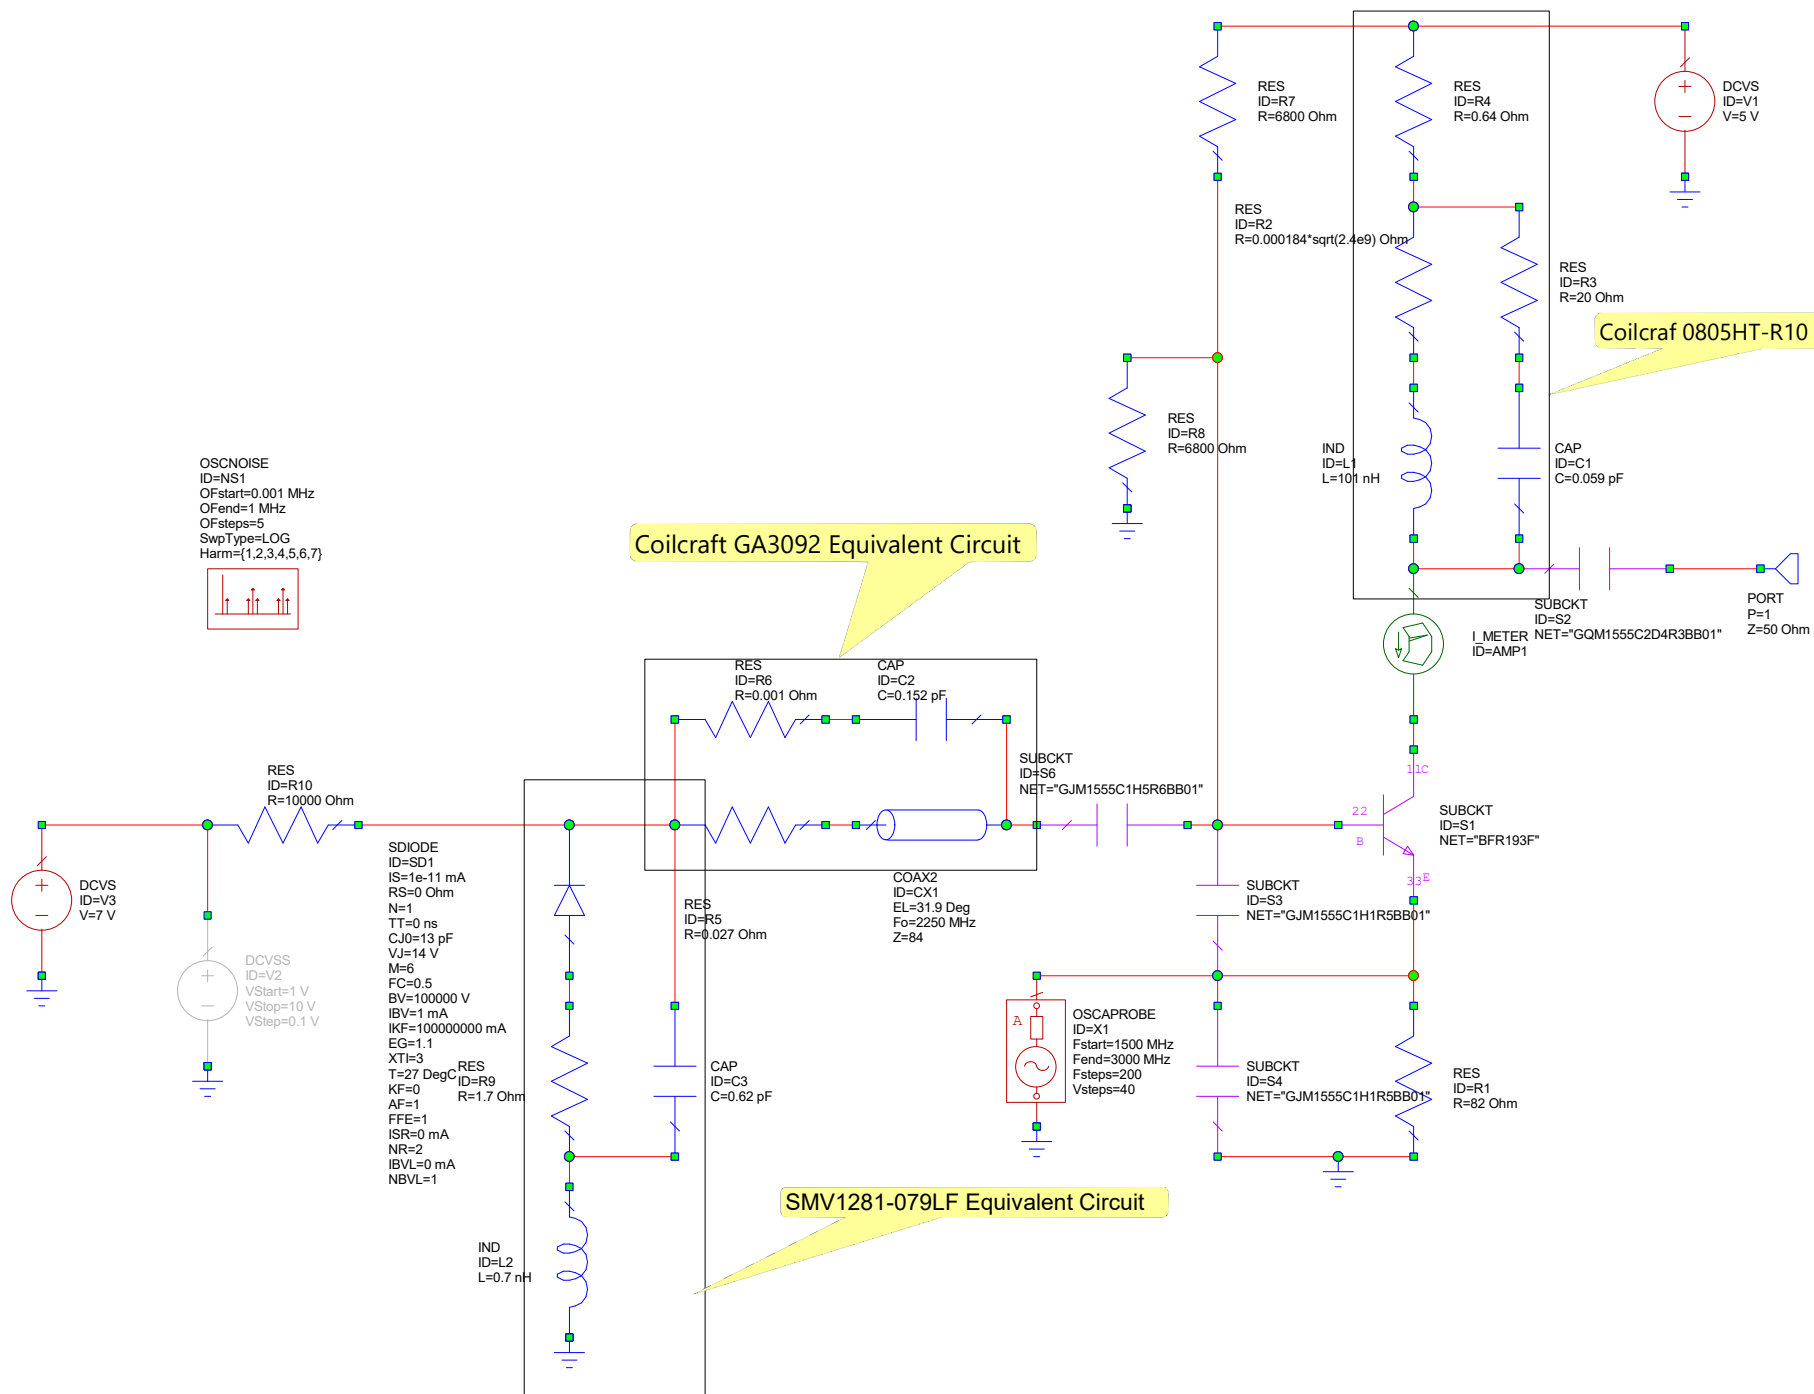 RES
ID=R7
R=6800 Ohm
RES
ID=R4
R=0.64 Ohm
DCVS
ID=V1
V=5 V
RES
ID=R2
R=0.000184*sqrt(2.4e9) Ohm
RES
ID=R3
R=20 Ohm
Coilcraf 0805HT-R10
RES
ID=R8
R=6800 Ohm
IND
ID=L1
L=101 nH
CAP
ID=C1
C=0.059 pF
OSCNOISE
ID=NS1
OFstart=0.001 MHz
OFend=1 MHz
OFsteps=5
SwpType=LOG
Harm={1,2,3,4,5,6,7}
Coilcraft GA3092 Equivalent Circuit
SUBCKT
ID=S2
NET="GQM1555C2D4R3BB01"
PORT
P=1
Z=50 Ohm
I_METER
ID=AMP1
RES
ID=R6
R=0.001 Ohm
CAP
ID=C2
C=0.152 pF
SUBCKT
ID=S6
NET="GJM1555C1H5R6BB01"
RES
ID=R10
R=10000 Ohm
11C
22
B
33E
SUBCKT
ID=S1
NET="BFR193F"
DCVS
ID=V3
V=7 V
SDIODE
ID=SD1
IS=1e-11 mA
RS=0 Ohm
N=1
TT=0 ns
CJ0=13 pF
VJ=14 V
M=6
FC=0.5
BV=100000 V
IBV=1 mA
IKF=100000000 mA
EG=1.1
XTI=3
T=27 DegC
KF=0
AF=1
FFE=1
ISR=0 mA
NR=2
IBVL=0 mA
NBVL=1
COAX2
ID=CX1
EL=31.9 Deg
Fo=2250 MHz
Z=84
RES
ID=R5
R=0.027 Ohm
SUBCKT
ID=S3
NET="GJM1555C1H1R5BB01"
DCVSS
ID=V2
VStart=1 V
VStop=10 V
VStep=0.1 V
A
OSCAPROBE
ID=X1
Fstart=1500 MHz
Fend=3000 MHz
Fsteps=200
Vsteps=40
RES
ID=R9
R=1.7 Ohm
CAP
ID=C3
C=0.62 pF
SUBCKT
ID=S4
NET="GJM1555C1H1R5BB01"
RES
ID=R1
R=82 Ohm
SMV1281-079LF Equivalent Circuit
IND
ID=L2
L=0.7 nH